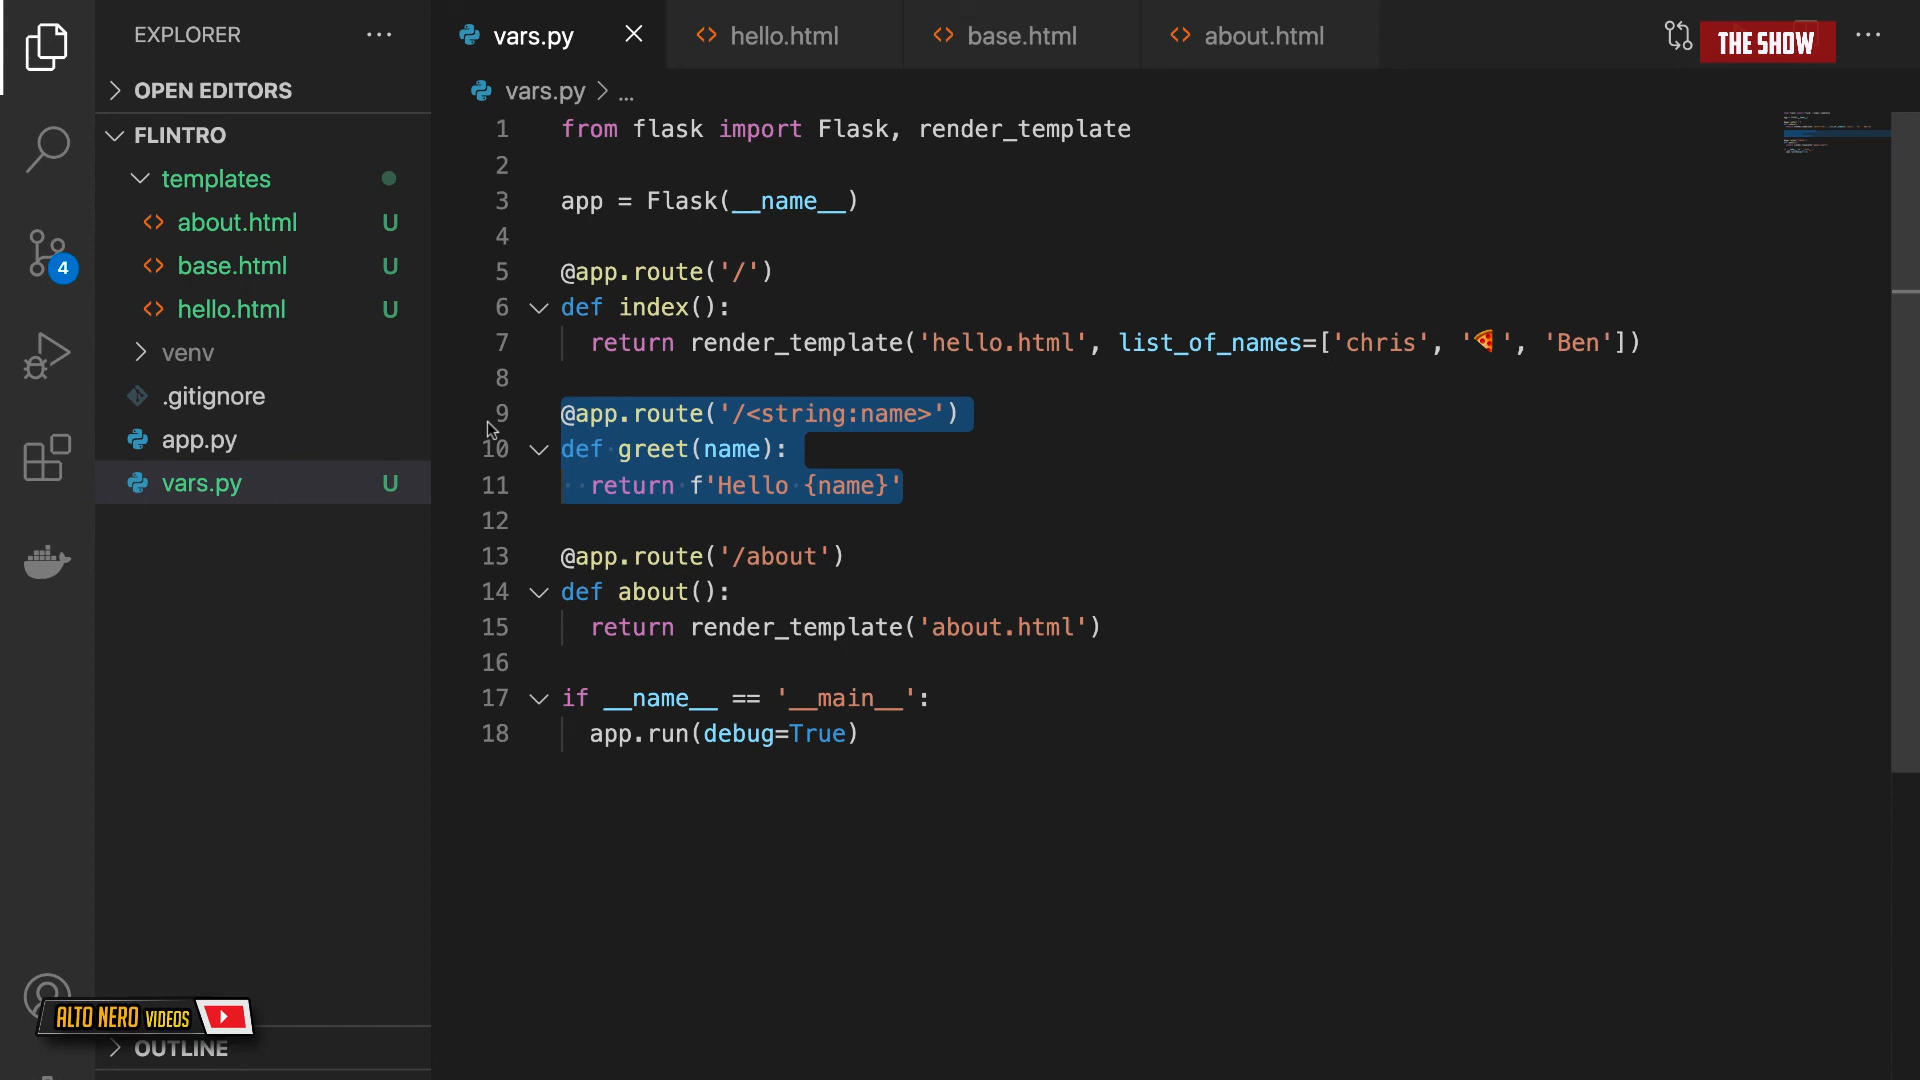 EXPLORER
OPEN EDITORS
FLINTRO
templates
about.html U
base.html U
hello.html U
venv
.gitignore
app.py
vars.py U
OUTLINE
4
ALTO NERO VIDEOS
vars.py
hello.html
base.html
about.html
THE SHOW
vars.py > ...
1 from flask import Flask, render_template
2
3 app = Flask(__name__)
4
5 @app.route('/')
6 def index():
7 return render_template('hello.html', list_of_names=['chris', '🍕', 'Ben'])
8
9 @app.route('/<string:name>')
10 def greet(name):
11 return f'Hello {name}'
12
13 @app.route('/about')
14 def about():
15 return render_template('about.html')
16
17 if __name__ == '__main__':
18 app.run(debug=True)